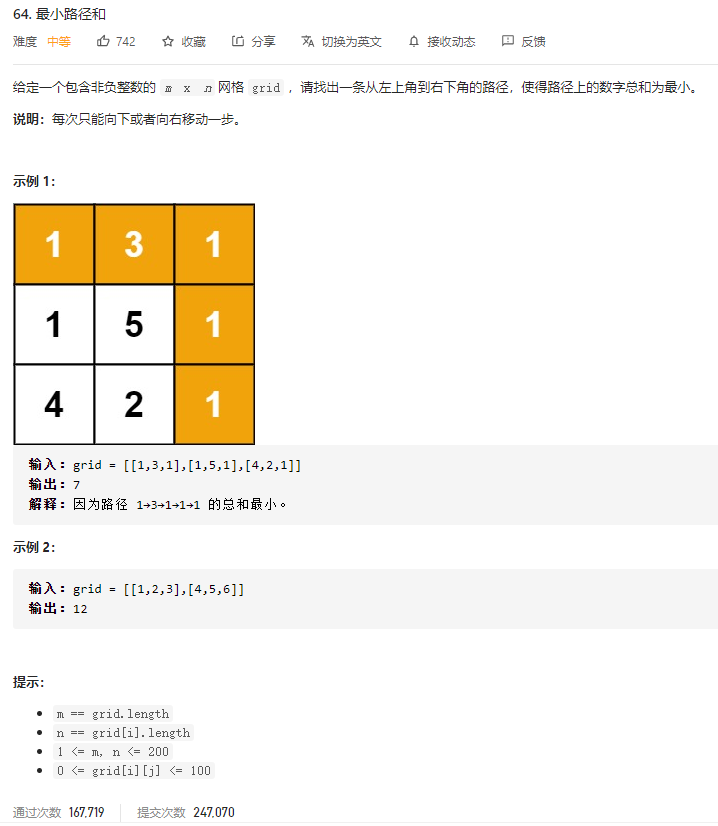 64. 最小路径和
难度 中等 742 收藏 分享 切换为英文 接收动态 反馈
给定一个包含非负整数的 m x n 网格 grid ，请找出一条从左上角到右下角的路径，使得路径上的数字总和为最小。
说明：每次只能向下或者向右移动一步。
示例 1：
1 3 1
1 5 1
4 2 1
输入：grid = [[1,3,1],[1,5,1],[4,2,1]]
输出：7
解释：因为路径 1→3→1→1→1 的总和最小。
示例 2：
输入：grid = [[1,2,3],[4,5,6]]
输出：12
提示：
m == grid.length
n == grid[i].length
1 <= m, n <= 200
0 <= grid[i][j] <= 100
通过次数 167,719 提交次数 247,070